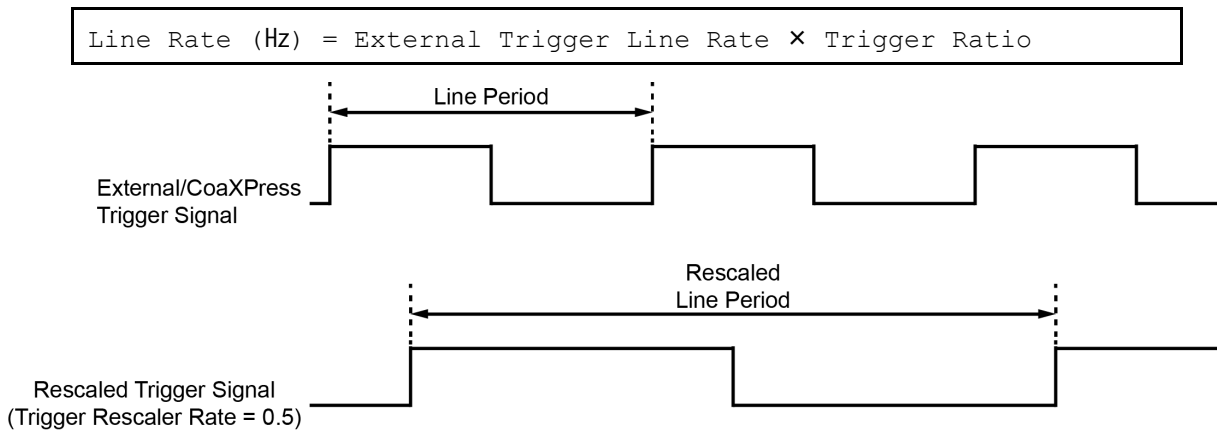 Line Rate (Hz) = External Trigger Line Rate × Trigger Ratio
Line Period
External/CoaXPress
Trigger Signal
Rescaled
Line Period
Rescaled Trigger Signal
(Trigger Rescaler Rate = 0.5)